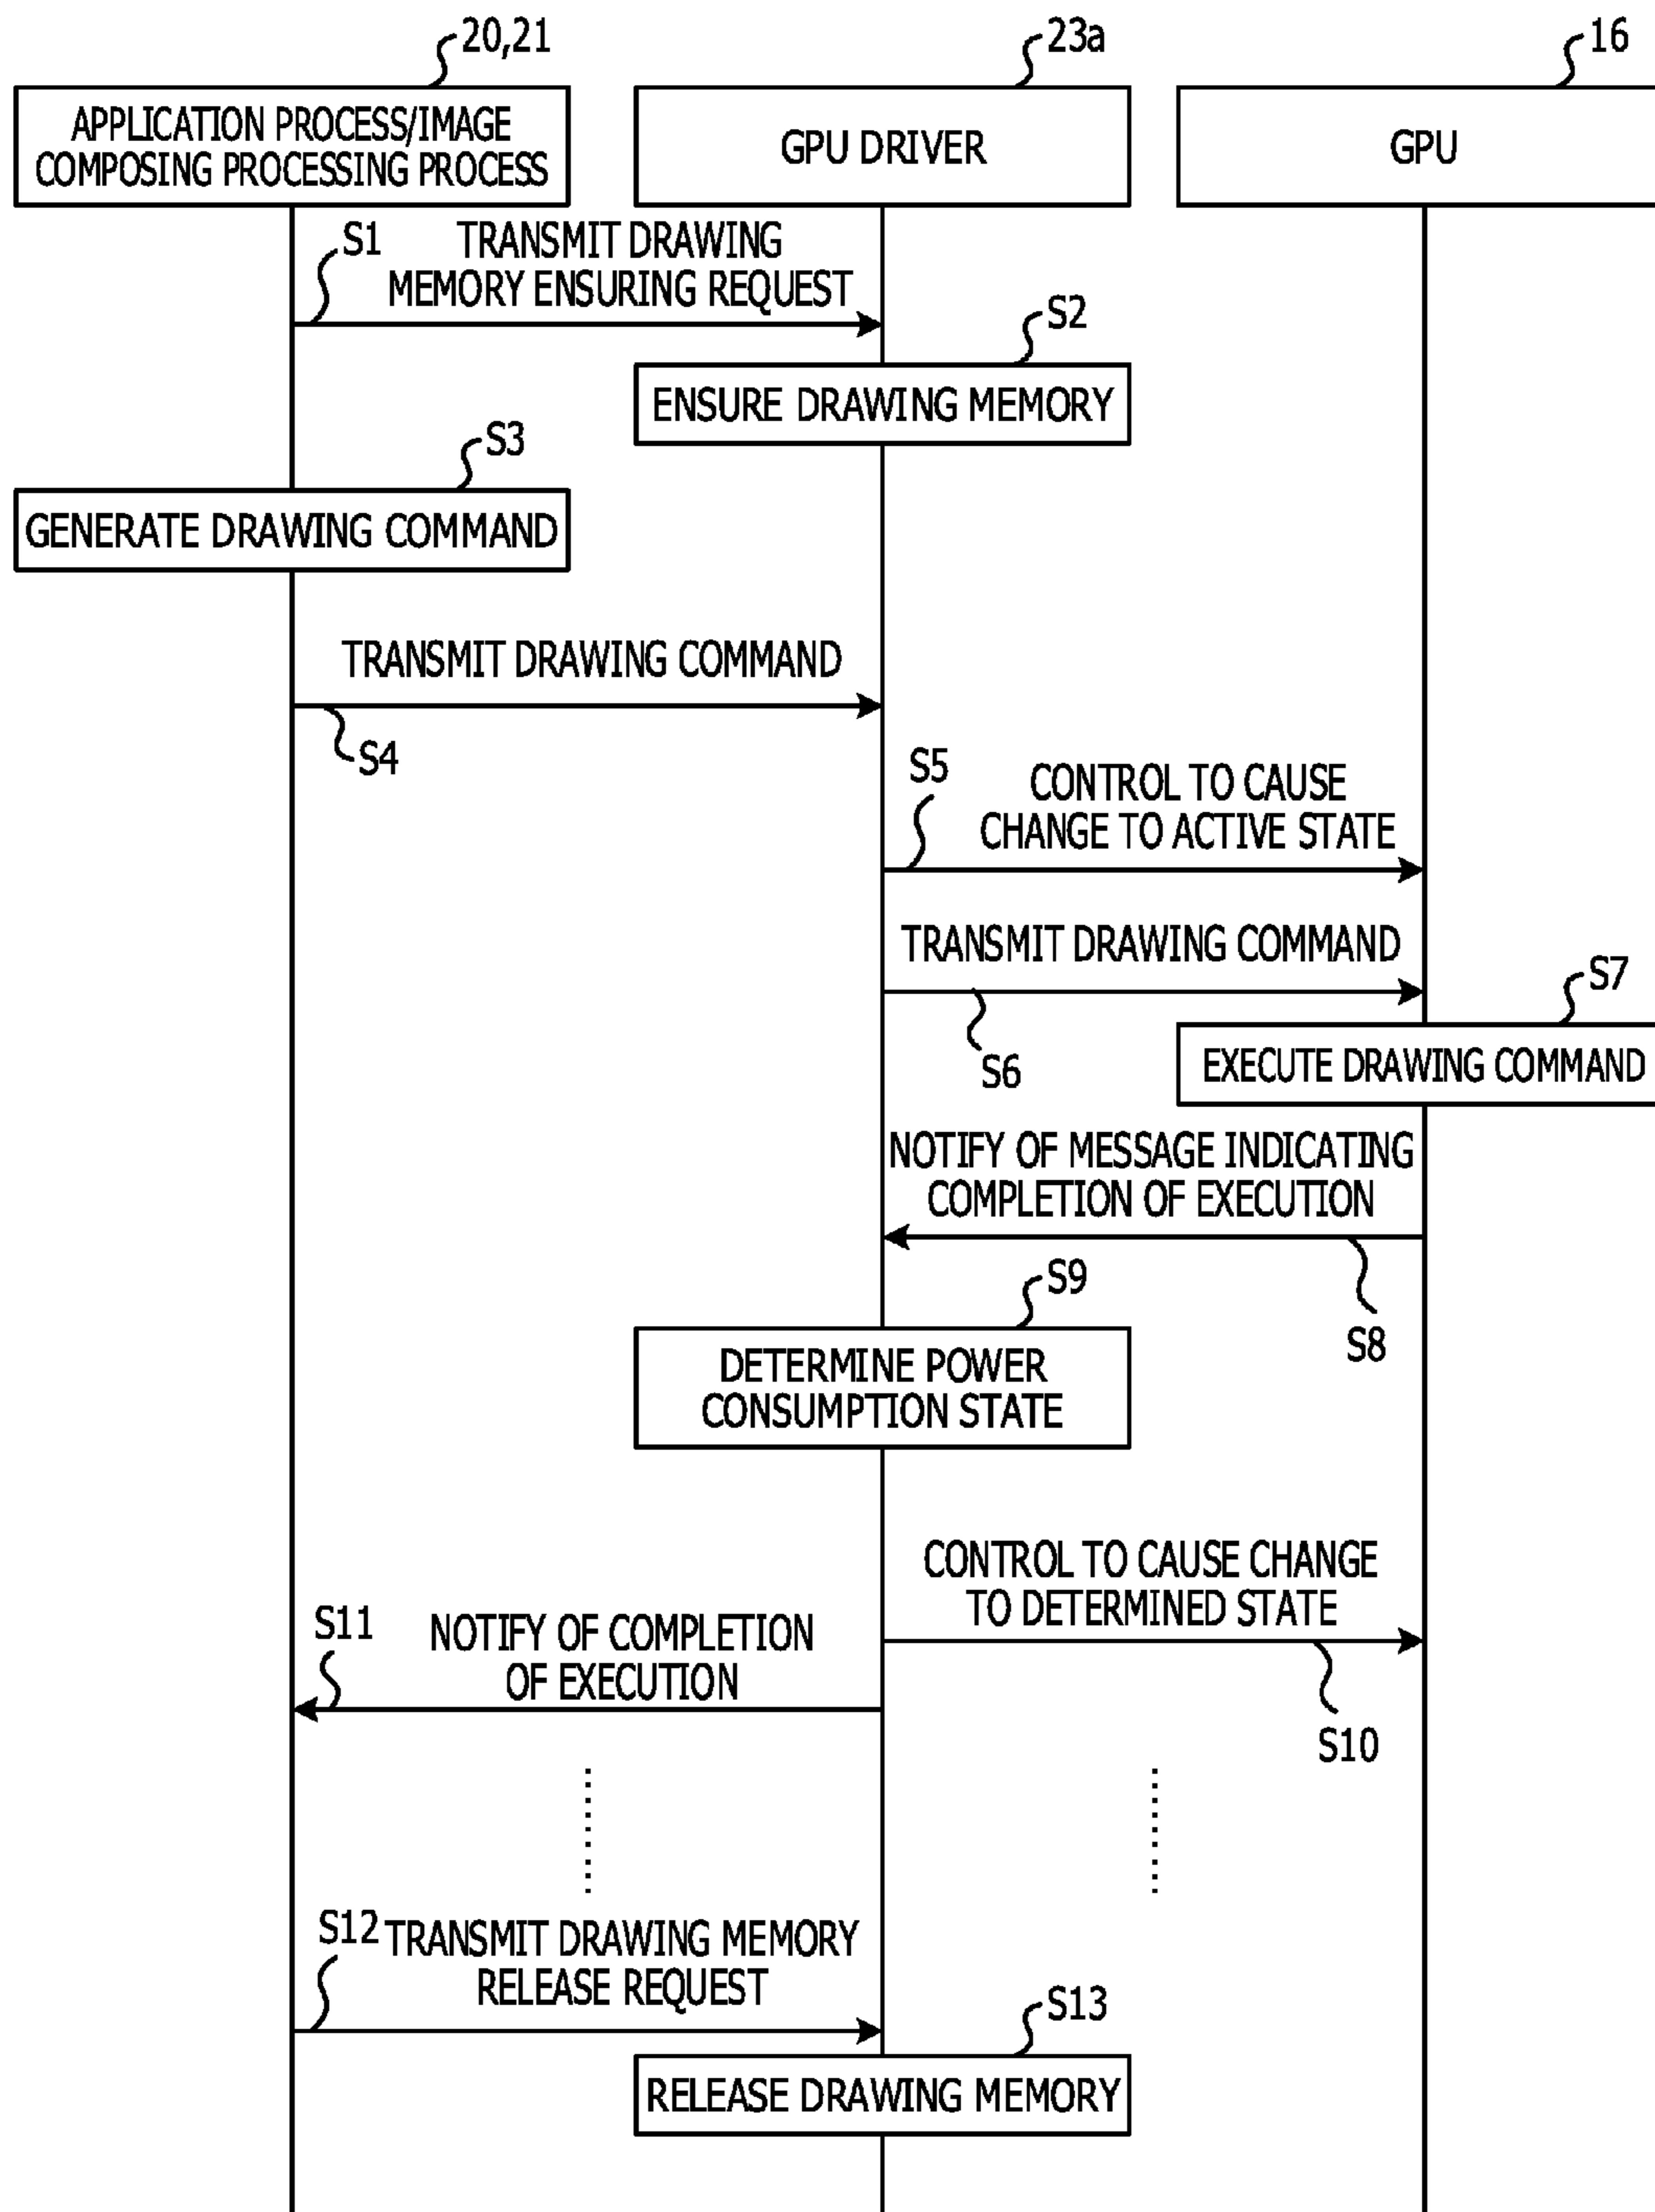 20,21
23a
16
APPLICATION PROCESS/IMAGE
COMPOSING PROCESSING PROCESS
GPU DRIVER
GPU
S1
TRANSMIT DRAWING
MEMORY ENSURING REQUEST
S2
ENSURE DRAWING MEMORY
S3
GENERATE DRAWING COMMAND
TRANSMIT DRAWING COMMAND
S4
S5
CONTROL TO CAUSE
CHANGE TO ACTIVE STATE
TRANSMIT DRAWING COMMAND
S6
S7
EXECUTE DRAWING COMMAND
NOTIFY OF MESSAGE INDICATING
COMPLETION OF EXECUTION
S8
S9
DETERMINE POWER
CONSUMPTION STATE
CONTROL TO CAUSE CHANGE
TO DETERMINED STATE
S10
S11
NOTIFY OF COMPLETION
OF EXECUTION
S12
TRANSMIT DRAWING MEMORY
RELEASE REQUEST
S13
RELEASE DRAWING MEMORY